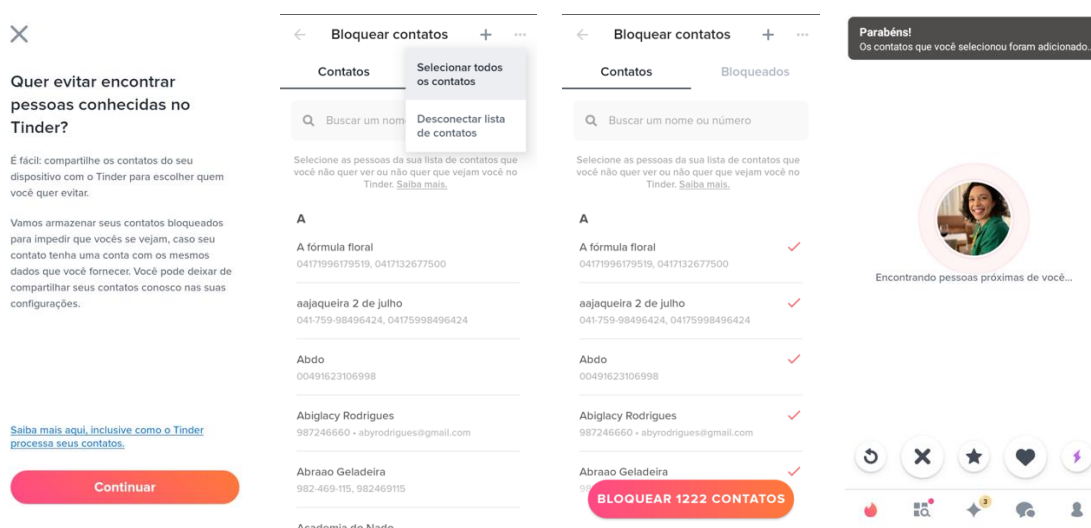 Quer evitar encontrar
pessoas conhecidas no
Tinder?
É fácil: compartilhe os contatos do seu
dispositivo com o Tinder para escolher quem
você quer evitar.
Vamos armazenar seus contatos bloqueados
para impedir que vocês se vejam, caso seu
contato tenha uma conta com os mesmos
dados que você fornecer. Você pode deixar de
compartilhar seus contatos conosco nas suas
configurações.
Saiba mais aqui, inclusive como o Tinder
processa seus contatos.
Continuar
Bloquear contatos
Contatos
Selecionar todos
os contatos
Desconectar lista
de contatos
Buscar um nom
Selecione as pessoas da sua lista de contatos que
você não quer ver ou não quer que vejam você no
Tinder. Saiba mais.
A
A fórmula floral
04171996179519, 0417132677500
aajaqueira 2 de julho
041-759-98496424, 04175998496424
Abdo
00491623106998
Abiglacy Rodrigues
987246660 • abyrodrigues@gmail.com
Abraao Geladeira
982-469-115, 982469115
Academia do Nado
Bloquear contatos
Contatos
Bloqueados
Buscar um nome ou número
Selecione as pessoas da sua lista de contatos que
você não quer ver ou não quer que vejam você no
Tinder. Saiba mais.
A
A fórmula floral
04171996179519, 0417132677500
aajaqueira 2 de julho
041-759-98496424, 04175998496424
Abdo
00491623106998
Abiglacy Rodrigues
987246660 • abyrodrigues@gmail.com
Abraao Geladeira
98
BLOQUEAR 1222 CONTATOS
Parabéns!
Os contatos que você selecionou foram adicionado...
Encontrando pessoas próximas de você...
3